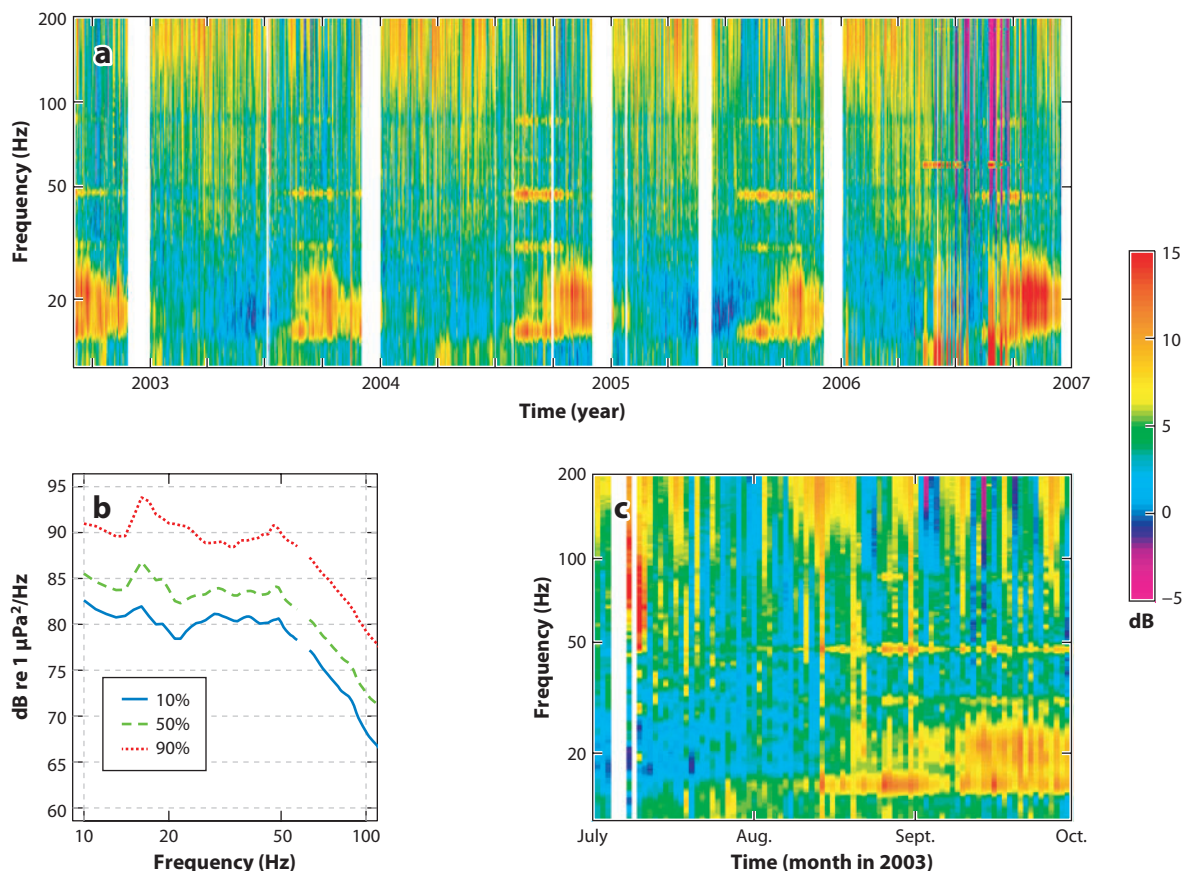 a
200
100
50
20
Frequency (Hz)
2003
2004
2005
2006
2007
Time (year)
15
10
5
0
−5
dB
b
95
90
85
80
75
70
65
60
dB re 1 µPa²/Hz
10%
50%
90%
10
20
50
100
Frequency (Hz)
c
200
100
50
20
Frequency (Hz)
July
Aug.
Sept.
Oct.
Time (month in 2003)